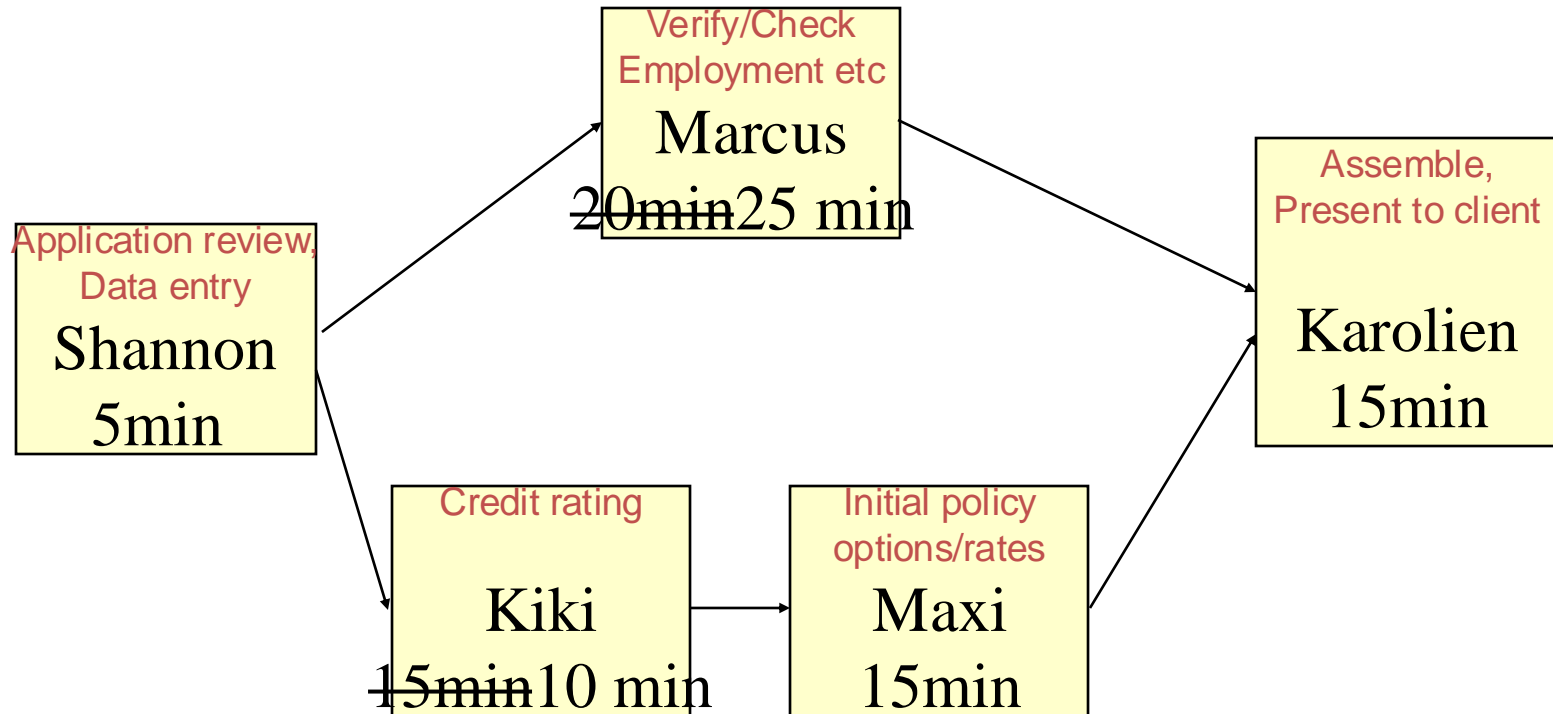 Application review,
Data entry
Shannon
5min
Verify/Check
Employment etc
Marcus
20min25 min
Credit rating
Kiki
15min10 min
Initial policy
options/rates
Maxi
15min
Assemble,
Present to client
Karolien
15min